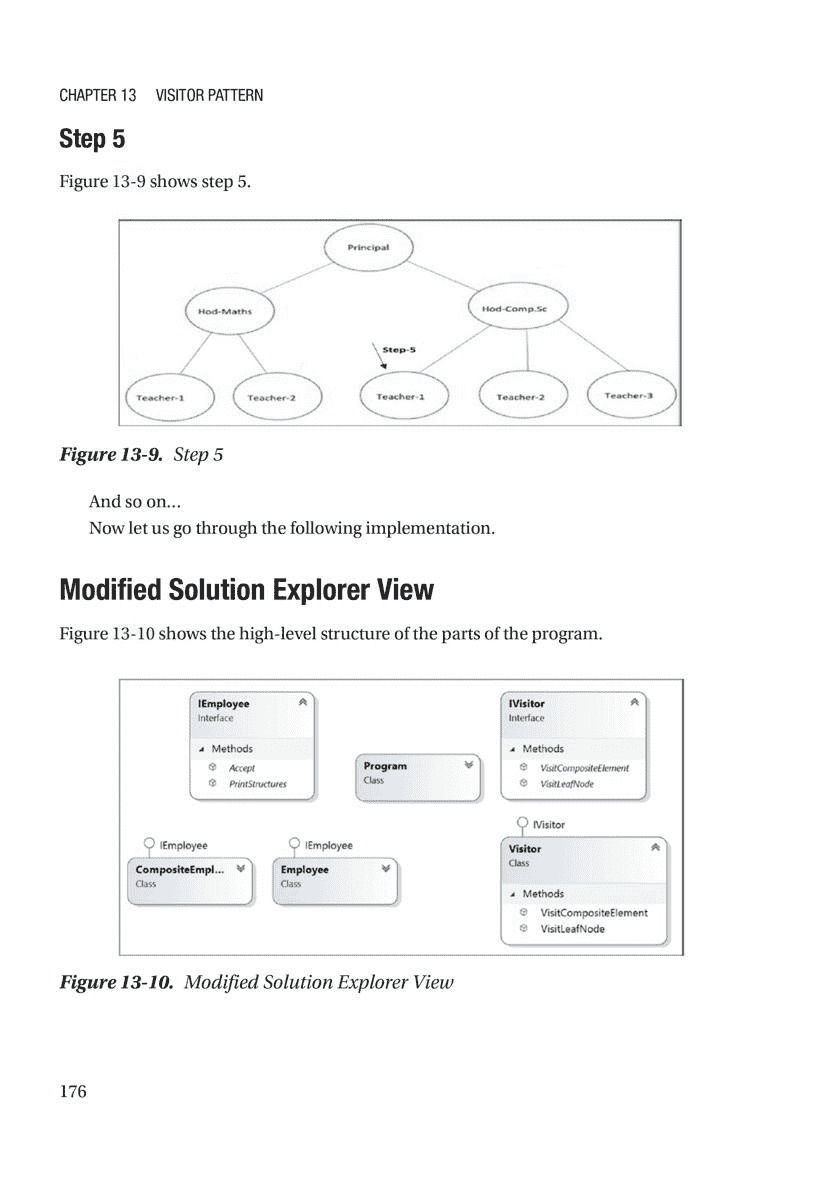 CHAPTER 13 VISITOR PATTERN
Step 5
Figure 13-9 shows step 5.
Principal
Hod-Maths
Hod-Comp.Sc
Step-5
Teacher-1
Teacher-2
Teacher-1
Teacher-2
Teacher-3
Figure 13-9. Step 5
And so on…
Now let us go through the following implementation.
Modified Solution Explorer View
Figure 13-10 shows the high-level structure of the parts of the program.
IEmployee
Interface
Methods
Accept
PrintStructures
Program
Class
IVisitor
Interface
Methods
VisitCompositeElement
VisitLeafNode
IEmployee
CompositeEmpl...
Class
IEmployee
Employee
Class
IVisitor
Visitor
Class
Methods
VisitCompositeElement
VisitLeafNode
Figure 13-10. Modified Solution Explorer View
176